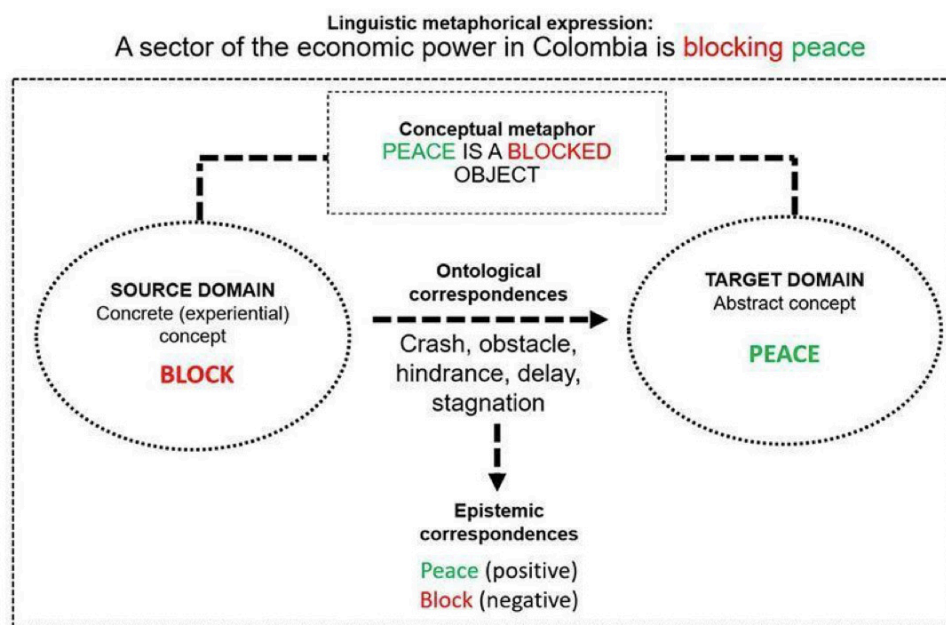 Linguistic metaphorical expression:
A sector of the economic power in Colombia is blocking peace
Conceptual metaphor
PEACE IS A BLOCKED
OBJECT
SOURCE DOMAIN
Concrete (experiential)
concept
BLOCK
Ontological
correspondences
Crash, obstacle,
hindrance, delay,
stagnation
TARGET DOMAIN
Abstract concept
PEACE
Epistemic
correspondences
Peace (positive)
Block (negative)